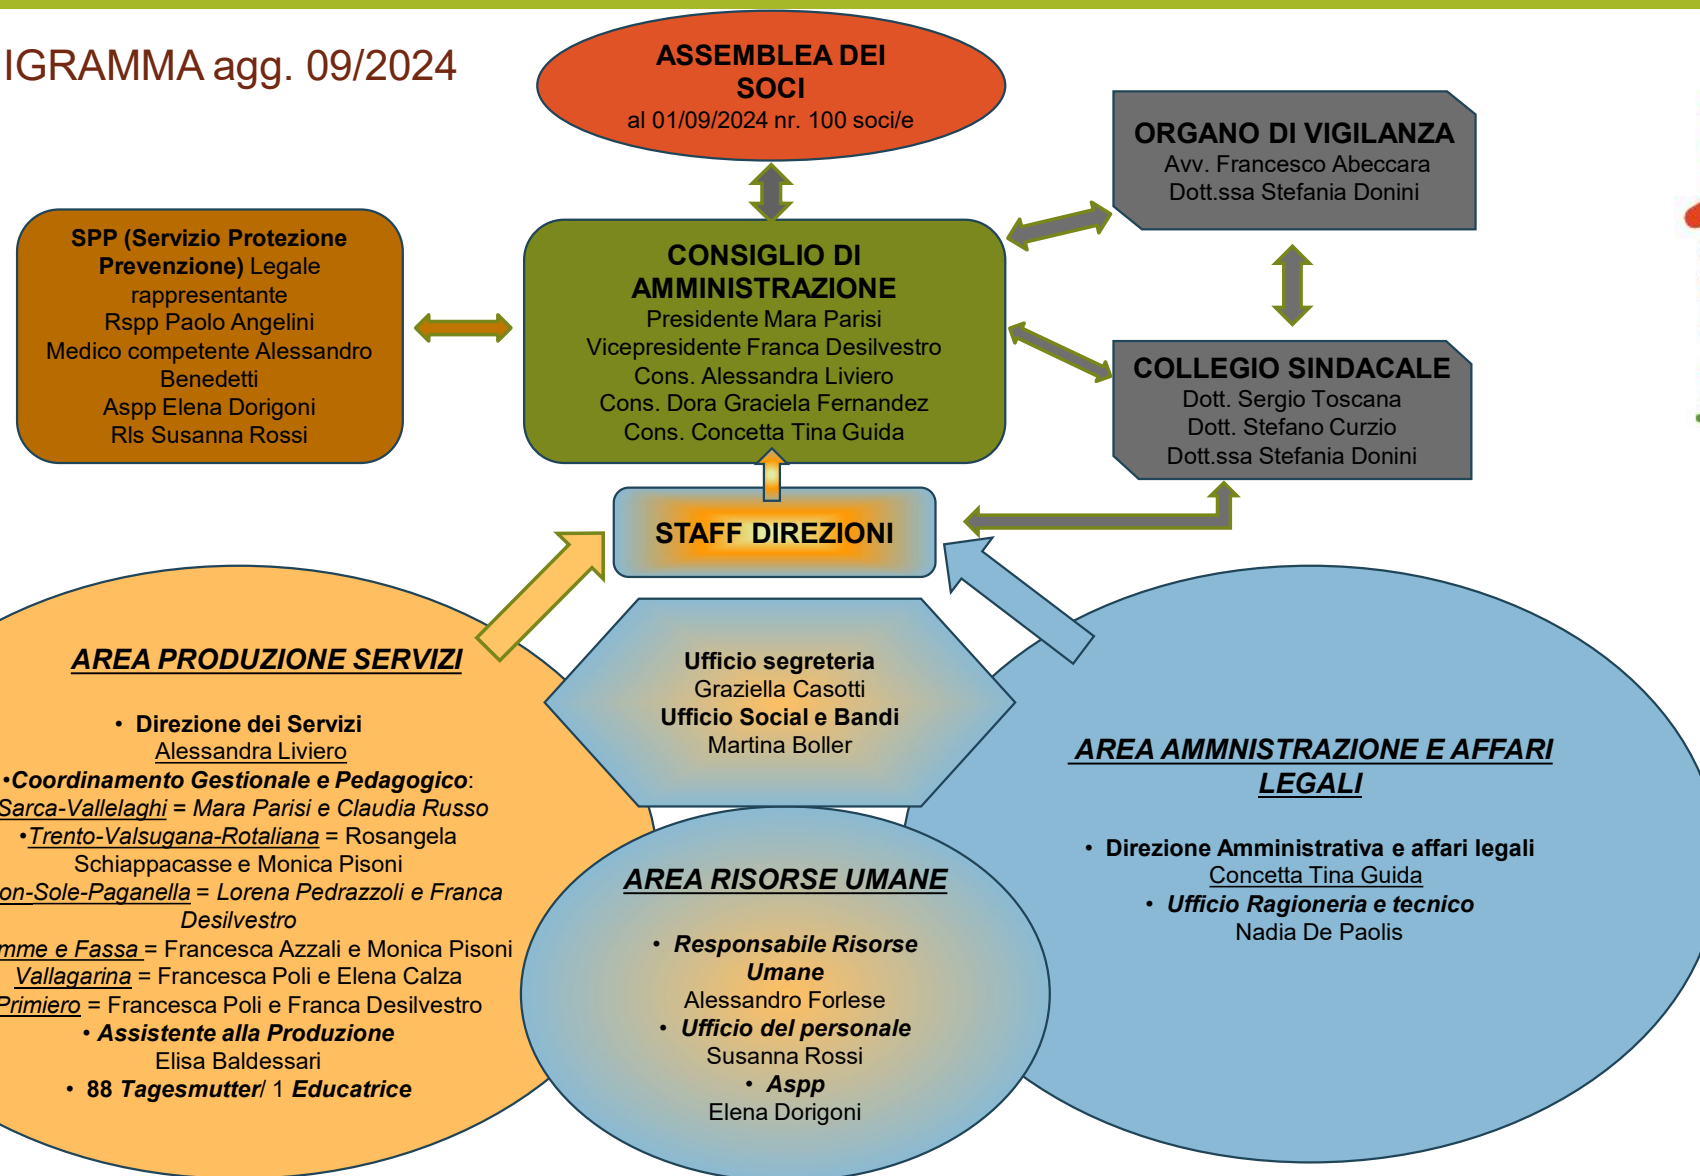 IGRAMMA agg. 09/2024
ASSEMBLEA DEI
SOCI
al 01/09/2024 nr. 100 soci/e
ORGANO DI VIGILANZA
Avv. Francesco Abeccara
Dott.ssa Stefania Donini
SPP (Servizio Protezione
Prevenzione) Legale
rappresentante
Rspp Paolo Angelini
Medico competente Alessandro
Benedetti
Aspp Elena Dorigoni
Rls Susanna Rossi
CONSIGLIO DI
AMMINISTRAZIONE
Presidente Mara Parisi
Vicepresidente Franca Desilvestro
Cons. Alessandra Liviero
Cons. Dora Graciela Fernandez
Cons. Concetta Tina Guida
COLLEGIO SINDACALE
Dott. Sergio Toscana
Dott. Stefano Curzio
Dott.ssa Stefania Donini
STAFF DIREZIONI
AREA PRODUZIONE SERVIZI
• Direzione dei Servizi
Alessandra Liviero
•Coordinamento Gestionale e Pedagogico:
Sarca-Vallelaghi = Mara Parisi e Claudia Russo
•Trento-Valsugana-Rotaliana = Rosangela
Schiappacasse e Monica Pisoni
on-Sole-Paganella = Lorena Pedrazzoli e Franca
Desilvestro
mme e Fassa = Francesca Azzali e Monica Pisoni
Vallagarina = Francesca Poli e Elena Calza
Primiero = Francesca Poli e Franca Desilvestro
• Assistente alla Produzione
Elisa Baldessari
• 88 Tagesmutter/ 1 Educatrice
Ufficio segreteria
Graziella Casotti
Ufficio Social e Bandi
Martina Boller
AREA RISORSE UMANE
• Responsabile Risorse
Umane
Alessandro Forlese
• Ufficio del personale
Susanna Rossi
• Aspp
Elena Dorigoni
AREA AMMNISTRAZIONE E AFFARI
LEGALI
• Direzione Amministrativa e affari legali
Concetta Tina Guida
• Ufficio Ragioneria e tecnico
Nadia De Paolis